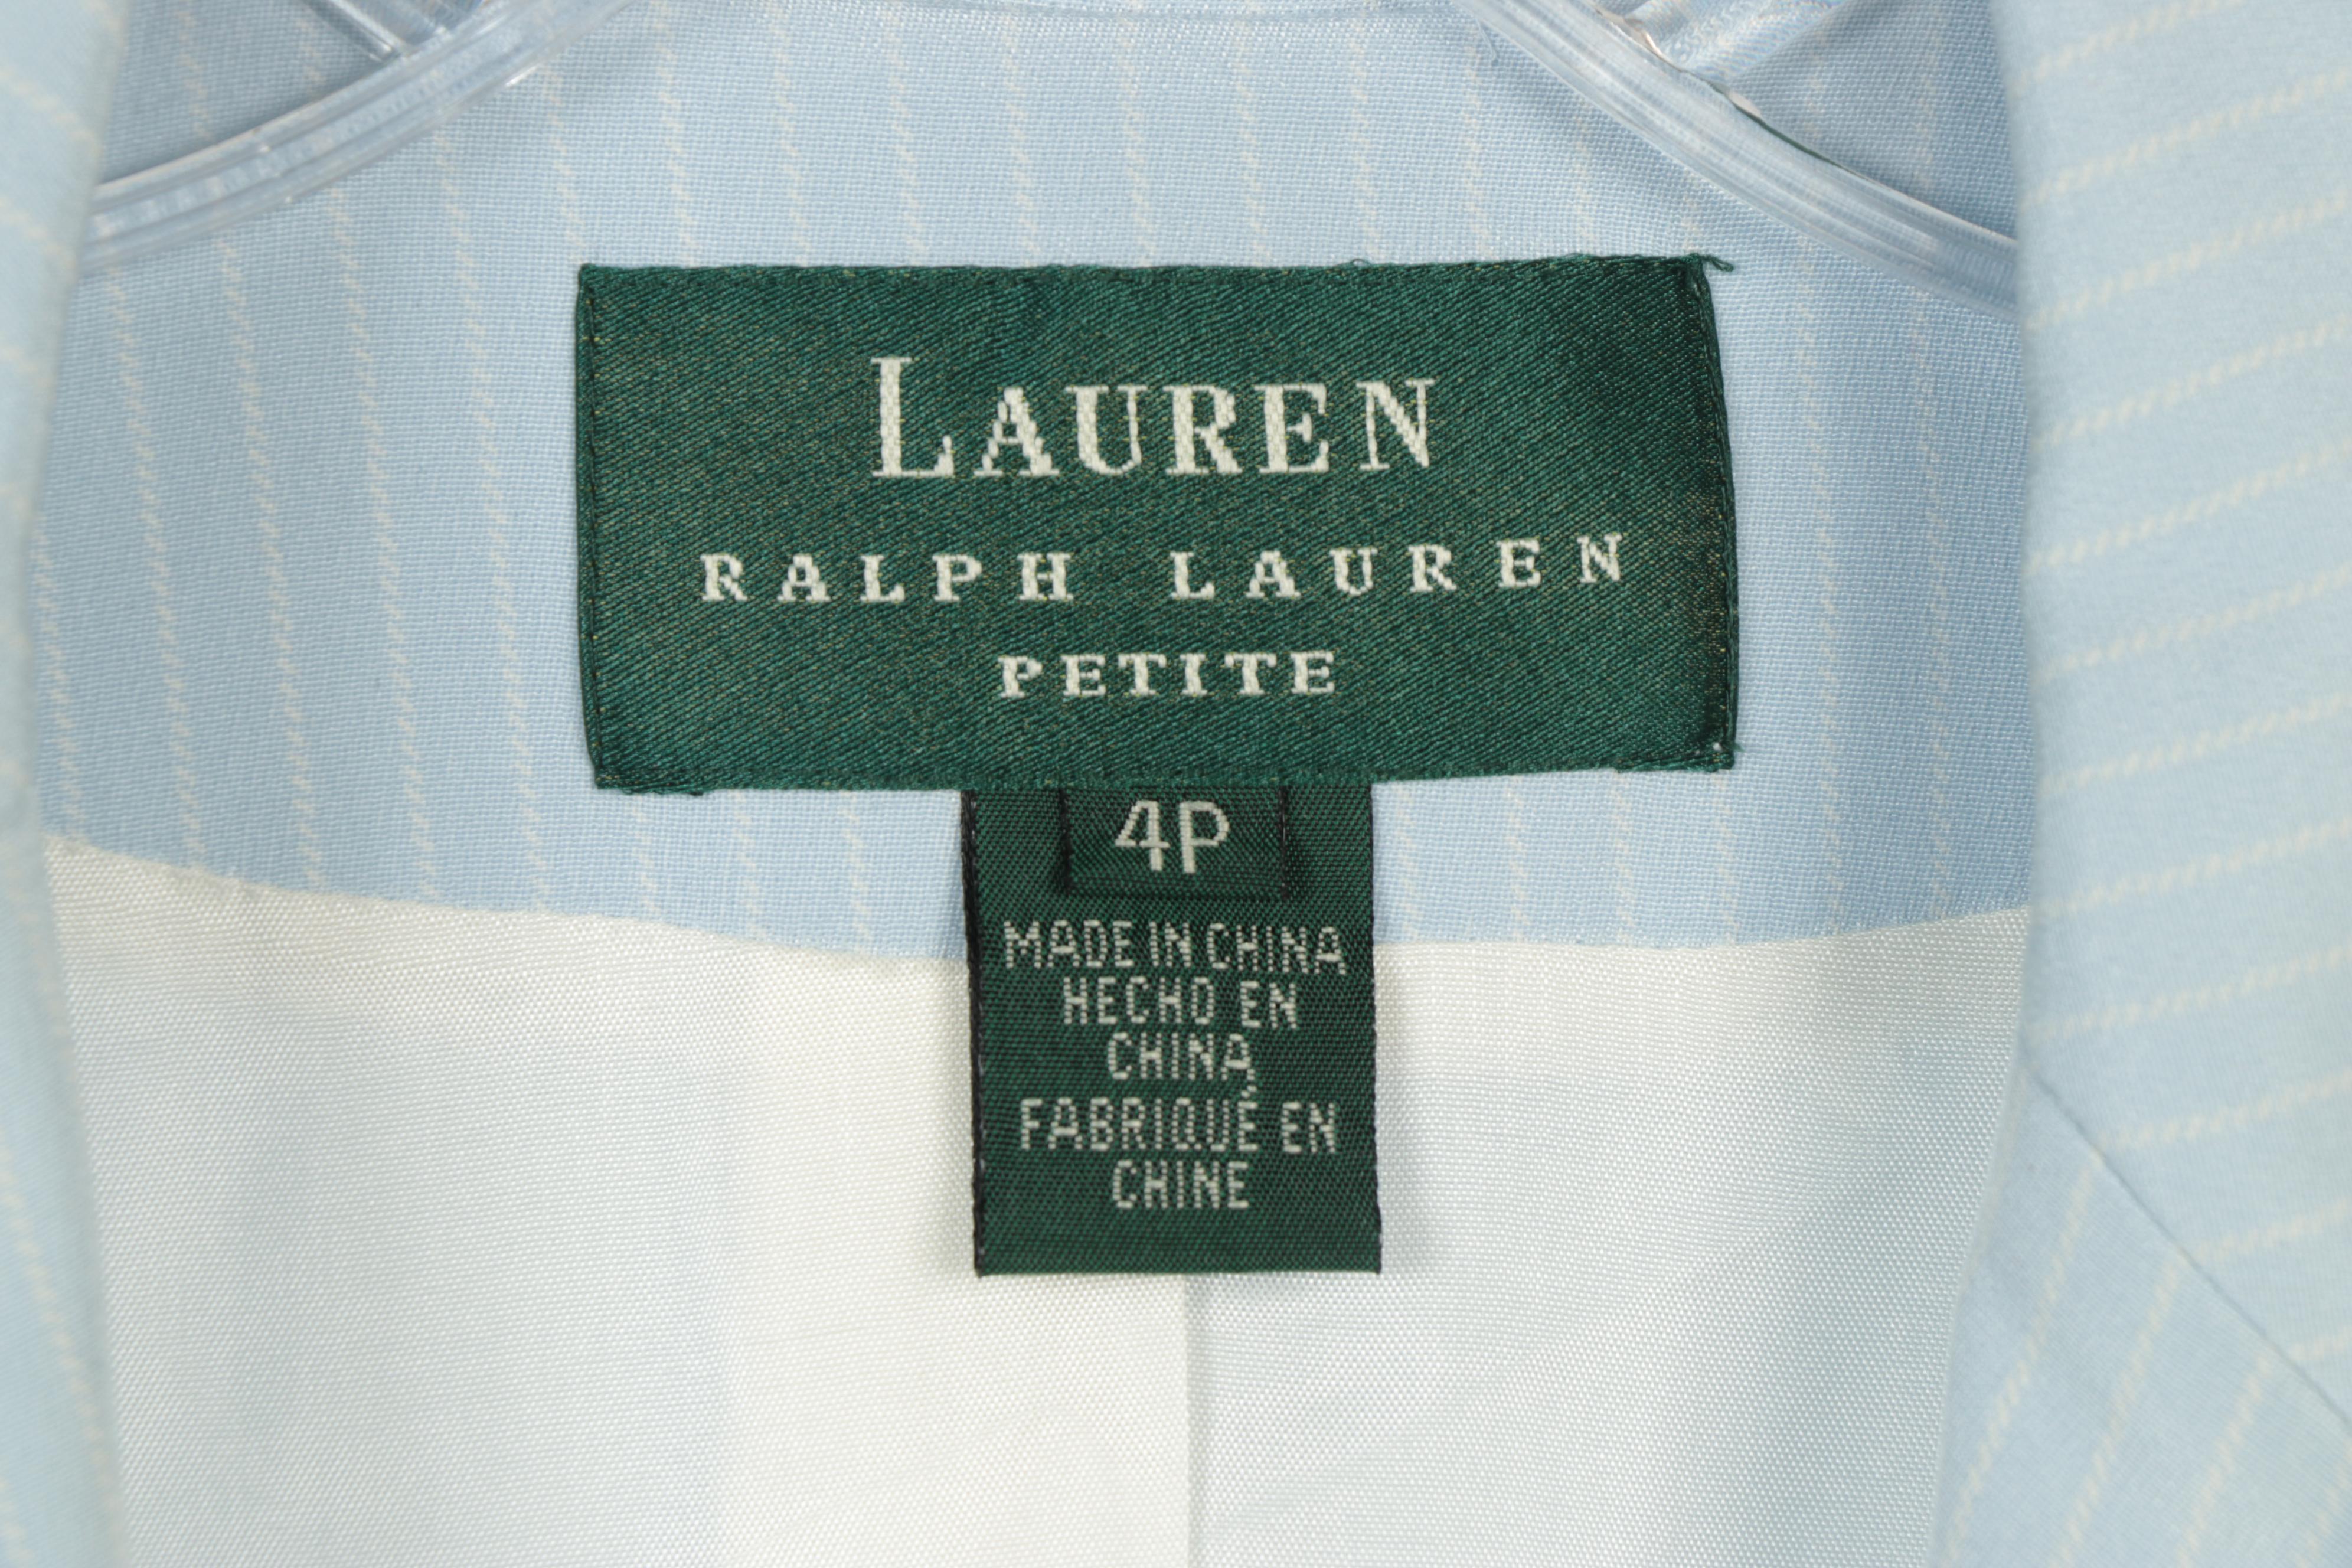 LAUREN
RALPH LAUREN
PETITE
4P
MADE IN CHINA
HECHO EN
CHINA
FABRIQUÉ EN
CHINE